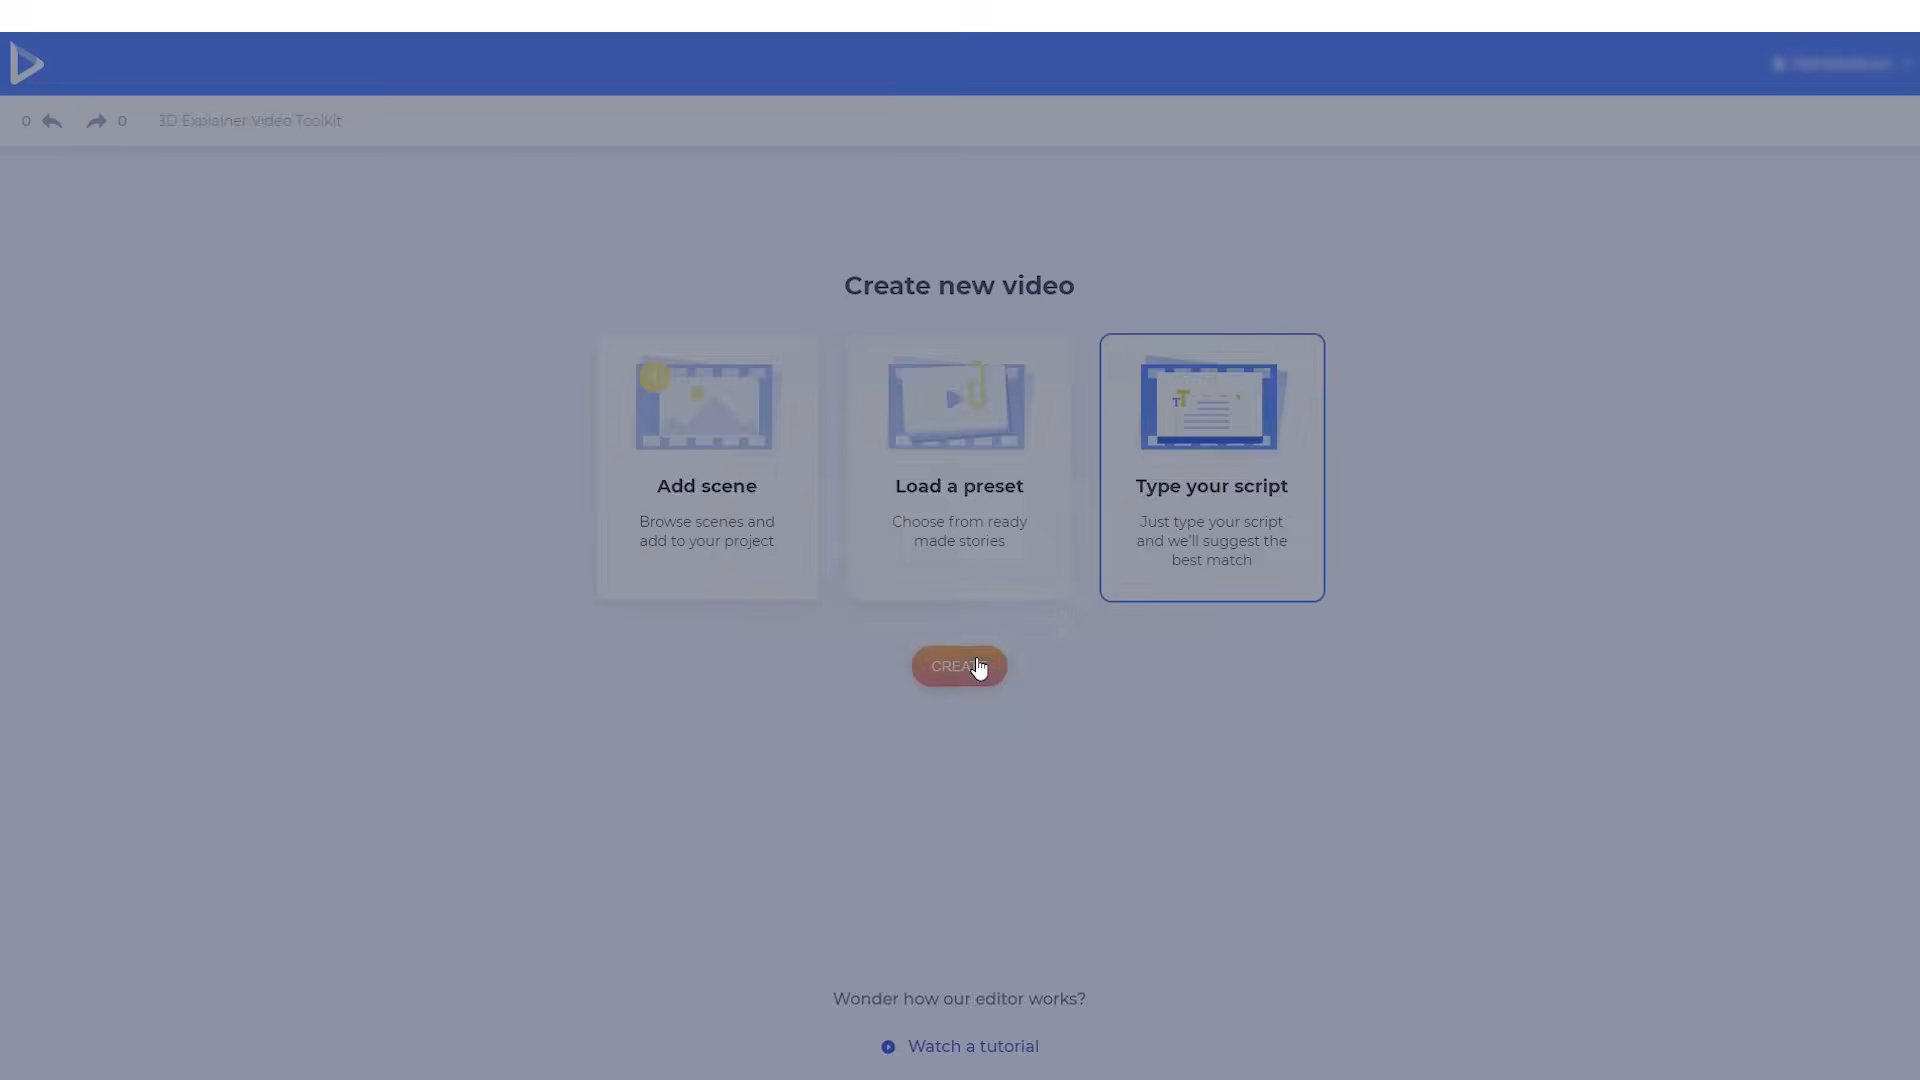 0 0 3D Explainer Video Toolkit
Create new video
Add scene
Browse scenes and
add to your project
Load a preset
Choose from ready
made stories
Type your script
Just type your script
and we'll suggest the
best match
Wonder how our editor works?
Watch a tutorial